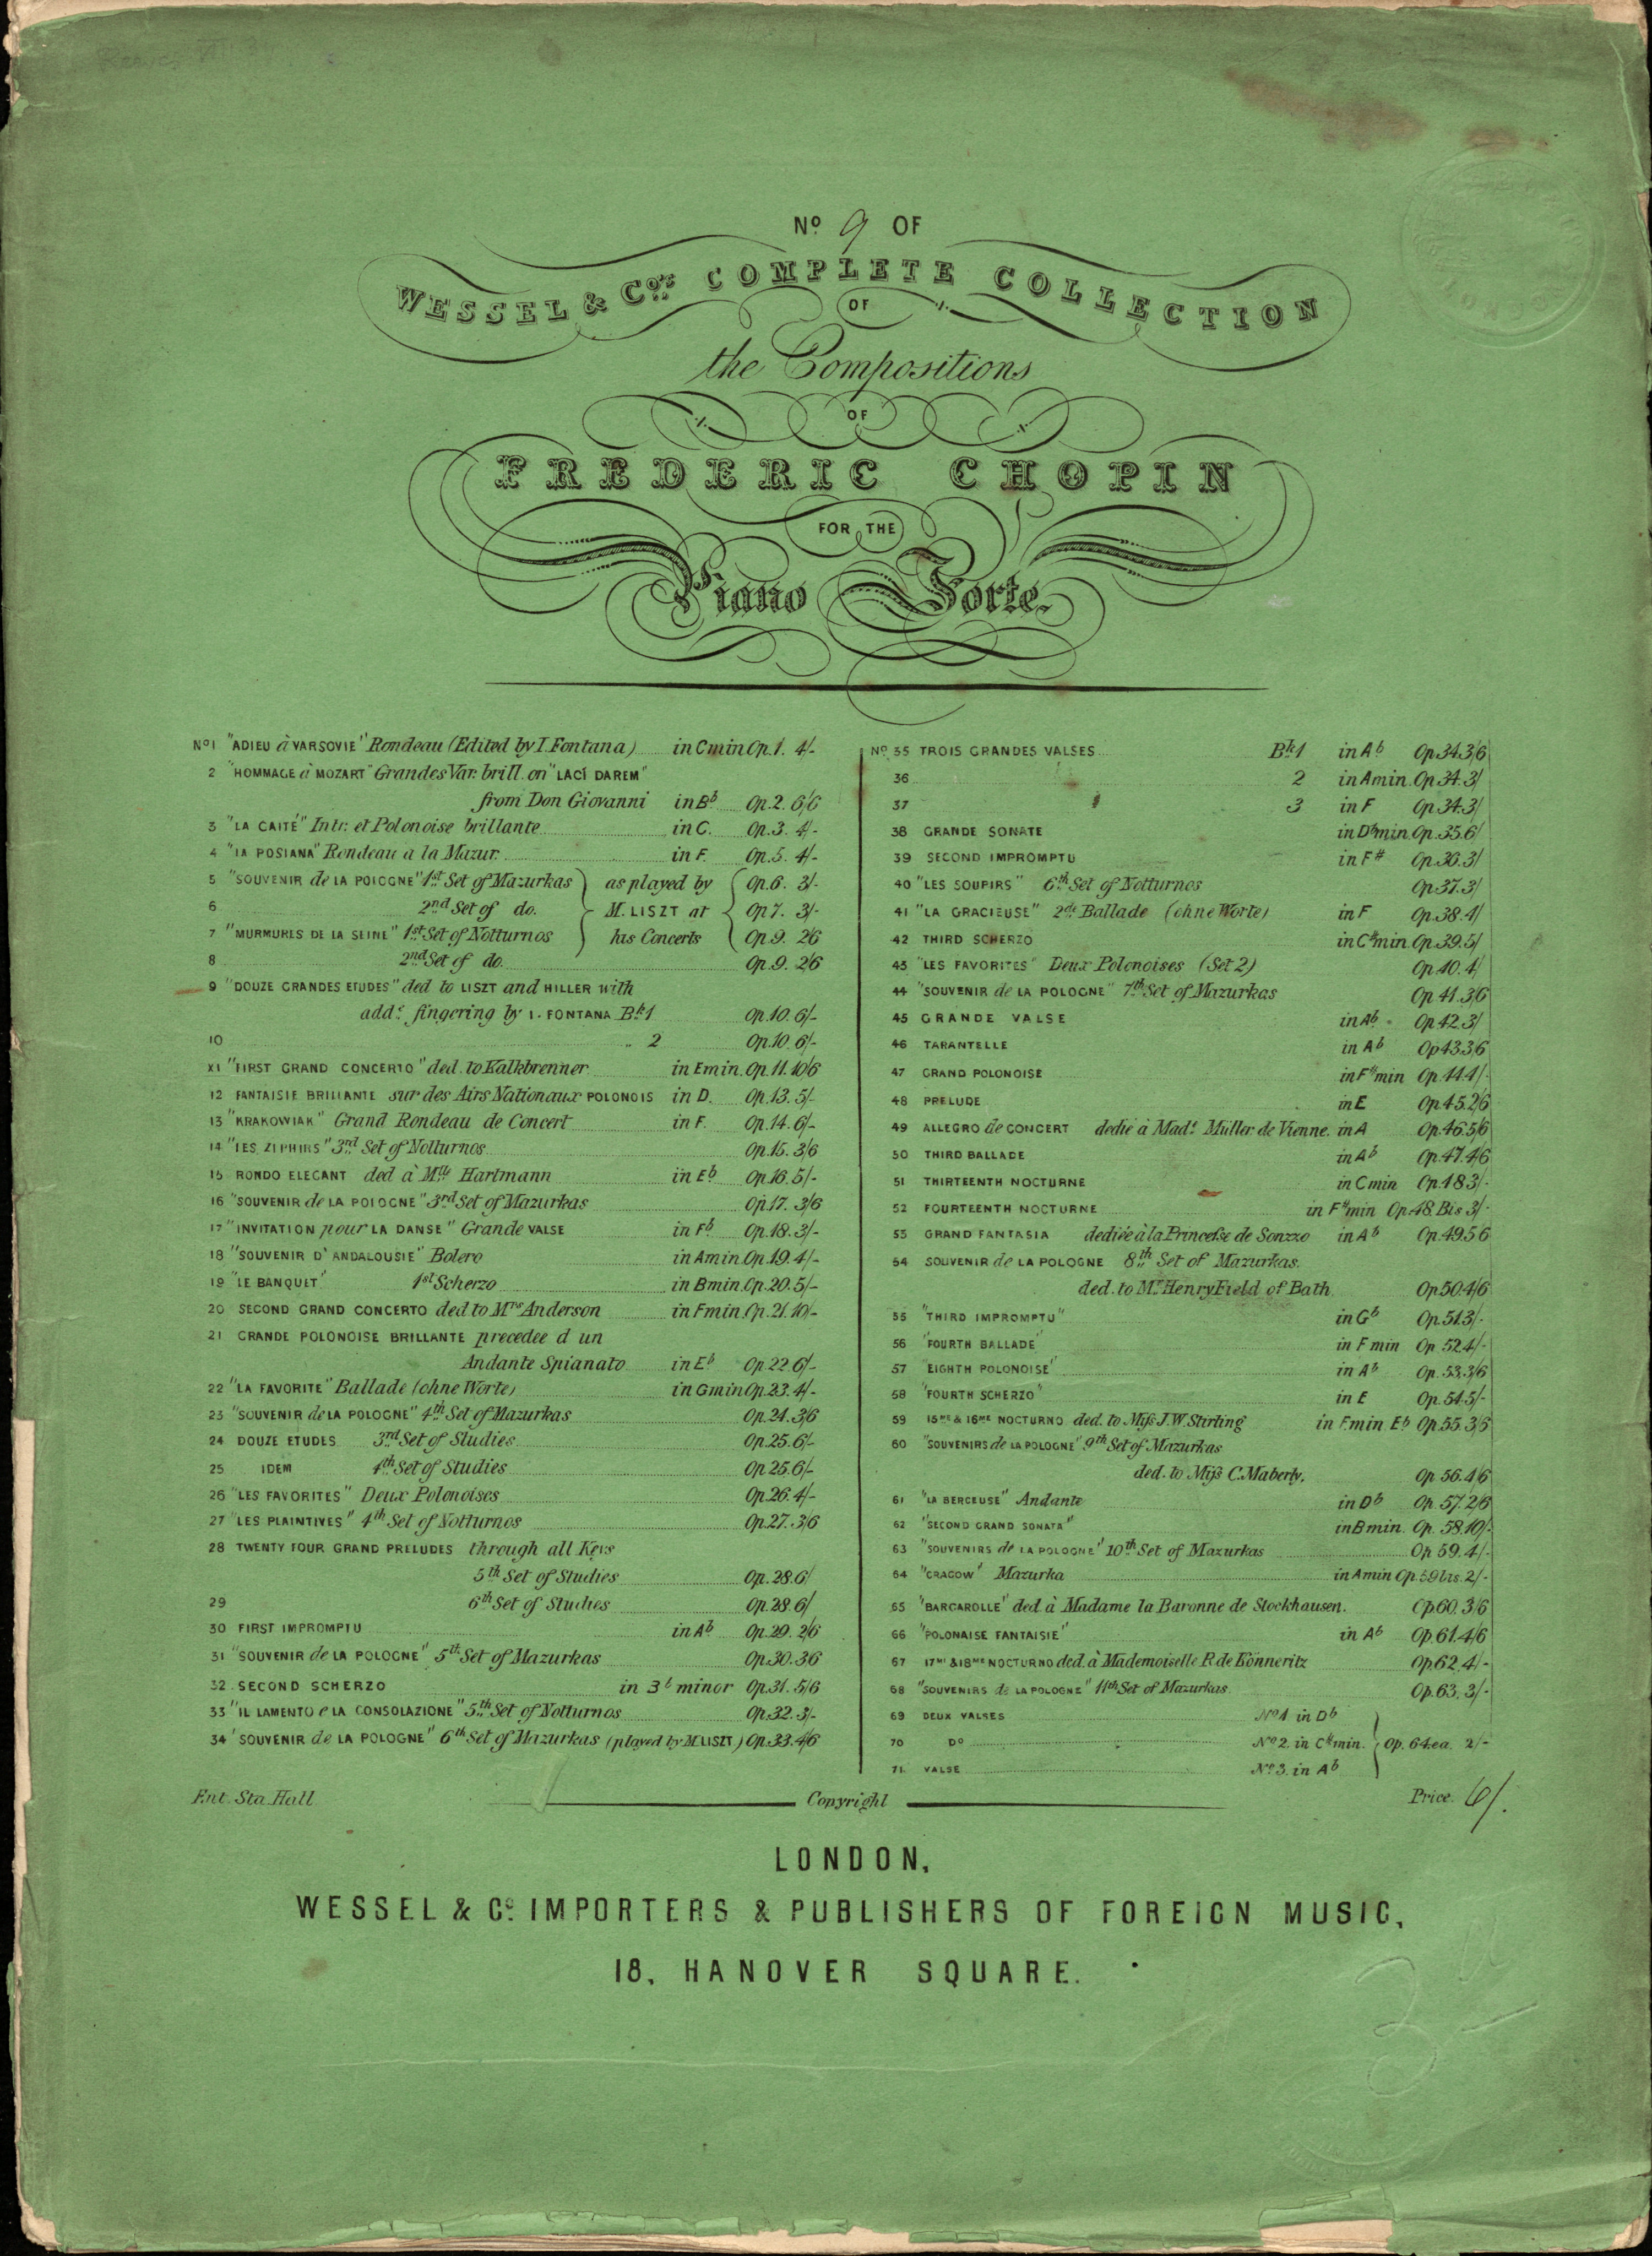 Nº 9 OF
WESSEL & Cºˢ COMPLETE COLLECTION
OF
the Compositions
OF
FREDERIC CHOPIN
FOR THE
Piano Forte.
Nº 1 "ADIEU à VARSOVIE" Rondeau (Edited by I. Fontana) in C min Op. 1. 4/-
2 "HOMMAGE à MOZART" Grandes Var: brill. on "LACÍ DAREM"
from Don Giovanni in Bb Op. 2. 6/6
3 "LA GAITÉ" Intr: et Polonoise brillante in C. Op. 3. 4/-
4 "LA POSIANA" Rondeau a la Mazur. in F. Op. 5. 4/-
5 "SOUVENIR de LA POLOGNE" 1st Set of Mazurkas as played by Op. 6. 3/-
6 2nd Set of do. M. LISZT at Op 7. 3/-
7 "MURMURES DE LA SEINE" 1st Set of Notturnos his Concerts Op. 9. 2/6
8 2nd Set of do. Op. 9. 2/6
9 "DOUZE GRANDES ETUDES" ded to LISZT and HILLER with
addl. fingering by I. FONTANA Bk 1 Op. 10. 6/-
10 " 2 Op. 10. 6/-
XI "FIRST GRAND CONCERTO" ded. to Kalkbrenner in E min. Op. 11. 10/6
12 FANTAISIE BRILLANTE sur des Airs Nationaux POLONOIS in D. Op. 13. 5/-
13 "KRAKOWIAK" Grand Rondeau de Concert in F. Op. 14. 6/-
14 "LES ZEPHIRS" 3rd Set of Notturnos Op. 15. 3/6
15 RONDO ELEGANT ded à Mlle Hartmann in Eb Op. 16. 5/-
16 "SOUVENIR de LA POLOGNE" 3rd Set of Mazurkas Op. 17. 3/6
17 "INVITATION pour LA DANSE" Grande VALSE in Fb Op. 18. 3/-
18 "SOUVENIR D'ANDALOUSIE" Bolero in A min. Op. 19. 4/-
19 "LE BANQUET" 1st Scherzo in B min. Op. 20. 5/-
20 SECOND GRAND CONCERTO ded to Mrs Anderson in F min. Op. 21. 10/-
21 GRANDE POLONOISE BRILLANTE precedee d un
Andante Spianato in Eb Op. 22 6/-
22 "LA FAVORITE" Ballade (ohne Worte) in G min Op. 23. 4/-
23 "SOUVENIR de LA POLOGNE" 4th Set of Mazurkas Op. 24. 3/6
24 DOUZE ETUDES 3rd Set of Studies Op. 25. 6/-
25 IDEM 4th Set of Studies Op. 25. 6/-
26 "LES FAVORITES" Deux Polonoises Op. 26. 4/-
27 "LES PLAINTIVES" 4th Set of Notturnos Op. 27. 3/6
28 TWENTY FOUR GRAND PRELUDES through all Keys
5th Set of Studies Op. 28. 6/
29 6th Set of Studies Op. 28. 6/
30 FIRST IMPROMPTU in Ab Op. 29. 2/6
31 "SOUVENIR de LA POLOGNE" 5th Set of Mazurkas Op. 30. 3 6
32 SECOND SCHERZO in 3b minor Op. 31. 5/6
33 "IL LAMENTO e LA CONSOLAZIONE" 5th Set of Notturnos Op. 32. 3/-
34 "SOUVENIR de LA POLOGNE" 6th Set of Mazurkas (played by M. LISZT) Op. 33. 4/6
Nº 35 TROIS GRANDES VALSES Bk 1 in Ab Op. 34. 3/6
36 2 in A min. Op. 34. 3/
37 3 in F Op. 34. 3/
38 GRANDE SONATE in Db min. Op. 35. 6/
39 SECOND IMPROMPTU in F# Op. 36. 3/
40 "LES SOUPIRS" 6th Set of Notturnos Op. 37. 3/
41 "LA GRACIEUSE" 2de Ballade (ohne Worte) in F Op. 38. 4/
42 THIRD SCHERZO in C# min. Op. 39. 5/
43 "LES FAVORITES" Deux Polonoises (Set 2) Op. 40. 4/
44 "SOUVENIR de LA POLOGNE" 7th Set of Mazurkas Op. 41. 3/6
45 GRANDE VALSE in Ab Op. 42. 3/
46 TARANTELLE in Ab Op 43. 3/6
47 GRAND POLONOISE in F# min Op. 44. 4/-
48 PRELUDE in E Op. 45. 2/6
49 ALLEGRO de CONCERT dedié à Made Müller de Vienne. in A Op. 46. 5/6
50 THIRD BALLADE in Ab Op. 47. 4/6
51 THIRTEENTH NOCTURNE in C min Op. 48 3/-
52 FOURTEENTH NOCTURNE in F# min Op. 48. Bis 3/-
53 GRAND FANTASIA dediée à la Princesse de Sonzzo in Ab Op. 49. 5 6
54 SOUVENIR de LA POLOGNE 8th Set of Mazurkas.
ded. to Mr Henry Field of Bath Op. 50. 4/6
55 "THIRD IMPROMPTU" in Gb Op. 51. 3/-
56 "FOURTH BALLADE" in F min Op. 52. 4/-
57 "EIGHTH POLONOISE" in Ab Op. 53. 3/6
58 "FOURTH SCHERZO" in E Op. 54. 5/-
59 15ME & 16ME NOCTURNO ded. to Miss J. W. Stirling in F min Eb Op. 55. 3/6
60 "SOUVENIRS de LA POLOGNE" 9th Set of Mazurkas
ded. to Miss C. Maberly. Op. 56. 4/6
61 "LA BERCEUSE" Andante in Db Op. 57. 2/6
62 "SECOND GRAND SONATA" in B min. Op. 58. 10/-
63 "SOUVENIRS de LA POLOGNE" 10th Set of Mazurkas Op 59. 4/-
64 "CRACOW" Mazurka in A min Op. 59 bis. 2/-
65 "BARCAROLLE" ded. à Madame la Baronne de Stockhausen. Op. 60. 3/6
66 "POLONAISE FANTAISIE" in Ab Op. 61. 4/6
67 17ME & 18ME NOCTURNO ded. à Mademoiselle R. de Könneritz Op. 62. 4/-
68 "SOUVENIRS de LA POLOGNE" 11th Set of Mazurkas. Op. 63. 3/-
69 DEUX VALSES Nº 1 in Db
70 Dº Nº 2. in C# min. Op. 64. ea. 2/-
71. VALSE Nº 3. in Ab
Ent. Sta. Hall Copyright Price. 6/.
LONDON,
WESSEL & Cº. IMPORTERS & PUBLISHERS OF FOREIGN MUSIC,
18, HANOVER SQUARE.